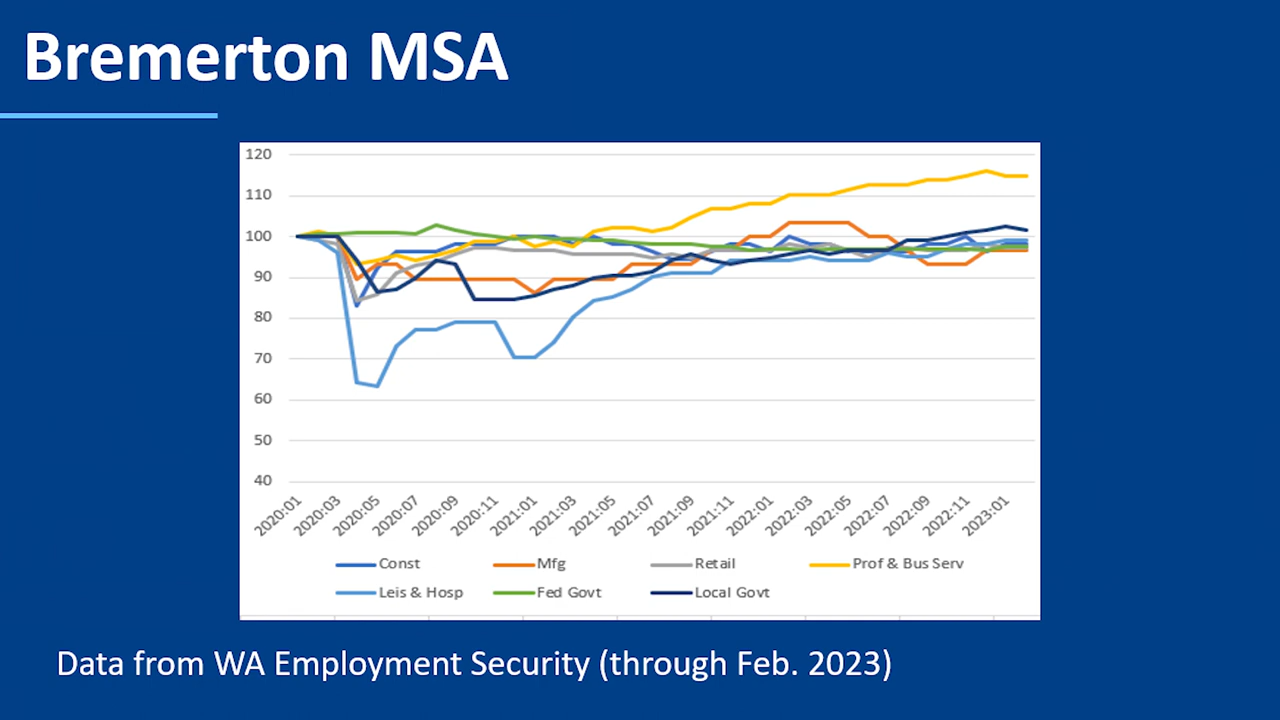 Bremerton MSA
120
110
100
90
80
70
60
50
40
2020:01 2020:03 2020:05 2020:07 2020:09 2020:11 2021:01 2021:03 2021:05 2021:07 2021:09 2021:11 2022:01 2022:03 2022:05 2022:07 2022:09 2022:11 2023:01
Const Mfg Retail Prof & Bus Serv
Leis & Hosp Fed Govt Local Govt
Data from WA Employment Security (through Feb. 2023)